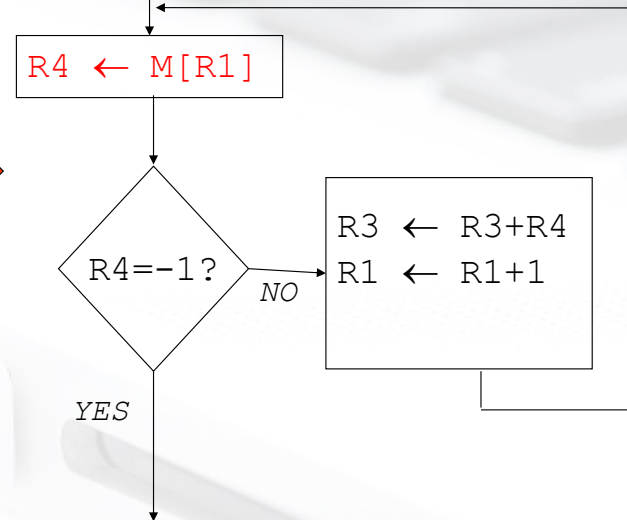 R4 ← M[R1]
R4=-1?
NO
R3 ← R3+R4
R1 ← R1+1
YES